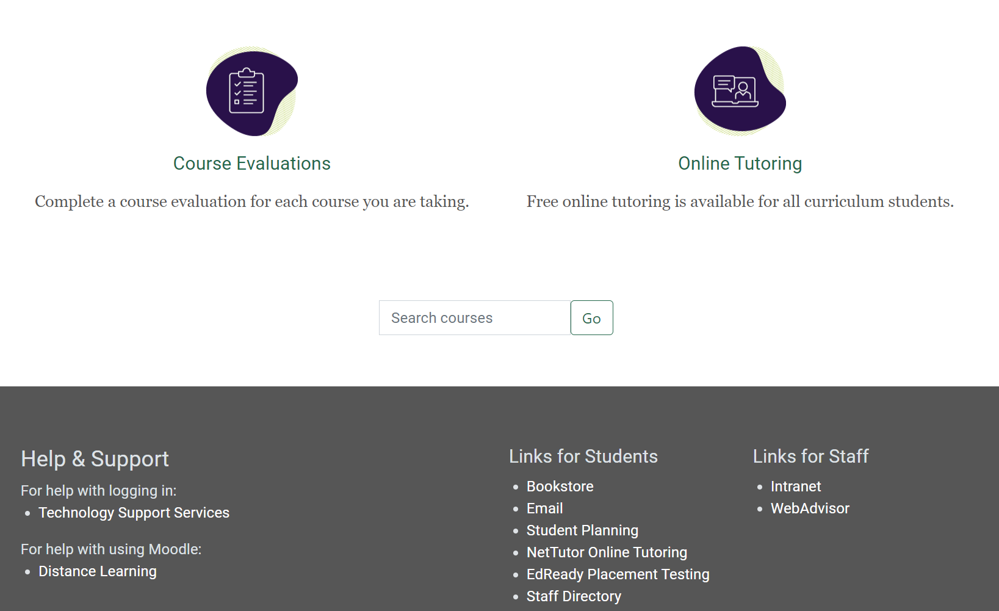 Course Evaluations
Complete a course evaluation for each course you are taking.
Online Tutoring
Free online tutoring is available for all curriculum students.
Search courses
Go
Help & Support
For help with logging in:
Technology Support Services
For help with using Moodle:
Distance Learning
Links for Students
Bookstore
Email
Student Planning
NetTutor Online Tutoring
EdReady Placement Testing
Staff Directory
Links for Staff
Intranet
WebAdvisor